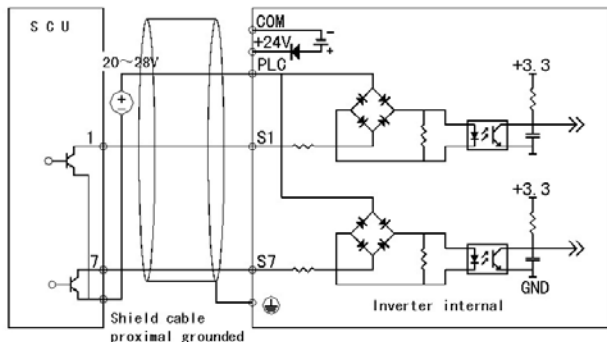 SCU
COM
+24V
20～28V
PLC
+3.3
1
S1
+3.3
7
S7
GND
Shield cable
proximal grounded
Inverter internal